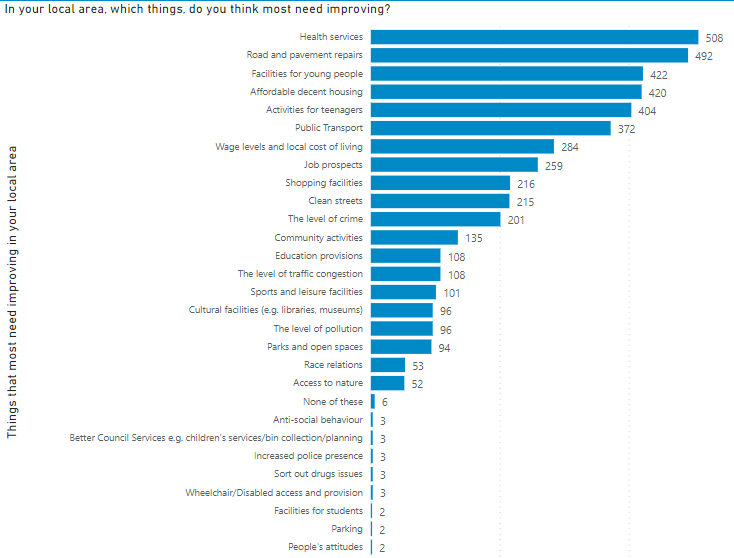 In your local area, which things, do you think most need improving?
Things that most need improving in your local area
Health services 508
Road and pavement repairs 492
Facilities for young people 422
Affordable decent housing 420
Activities for teenagers 404
Public Transport 372
Wage levels and local cost of living 284
Job prospects 259
Shopping facilities 216
Clean streets 215
The level of crime 201
Community activities 135
Education provisions 108
The level of traffic congestion 108
Sports and leisure facilities 101
Cultural facilities (e.g. libraries, museums) 96
The level of pollution 96
Parks and open spaces 94
Race relations 53
Access to nature 52
None of these 6
Anti-social behaviour 3
Better Council Services e.g. children's services/bin collection/planning 3
Increased police presence 3
Sort out drugs issues 3
Wheelchair/Disabled access and provision 3
Facilities for students 2
Parking 2
People's attitudes 2